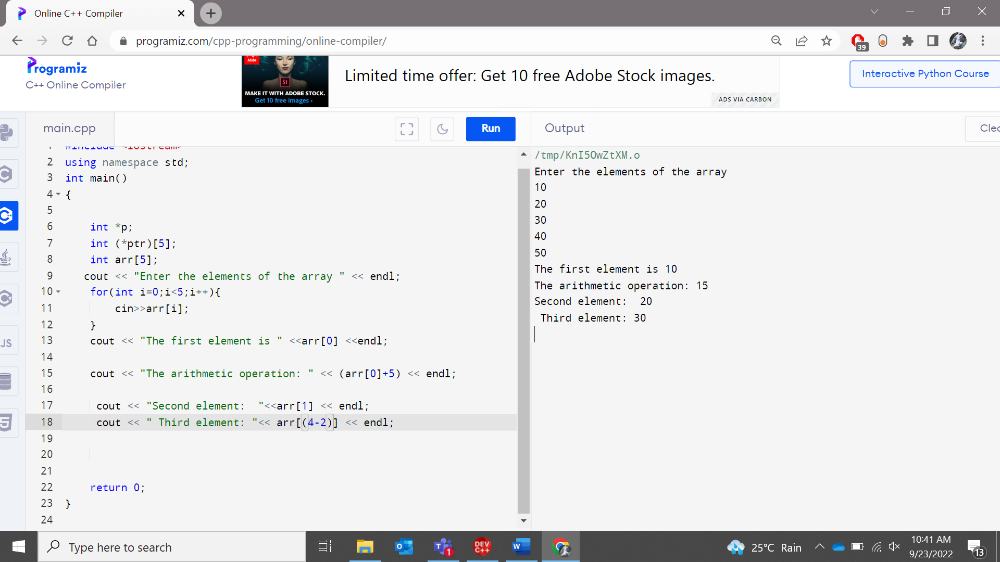 Online C++ Compiler
programiz.com/cpp-programming/online-compiler/
39
Programiz
C++ Online Compiler
Adobe
St
MAKE IT WITH ADOBE STOCK.
Get 10 free images ›
Limited time offer: Get 10 free Adobe Stock images.
ADS VIA CARBON
Interactive Python Course
main.cpp
Run
Output
Clea
1 #include <iostream>
2 using namespace std;
3 int main()
4 {
5
6 int *p;
7 int (*ptr)[5];
8 int arr[5];
9 cout << "Enter the elements of the array " << endl;
10 for(int i=0;i<5;i++){
11 cin>>arr[i];
12 }
13 cout << "The first element is " <<arr[0] <<endl;
14
15 cout << "The arithmetic operation: " << (arr[0]+5) << endl;
16
17 cout << "Second element:  "<<arr[1] << endl;
18 cout << " Third element: "<< arr[(4-2)] << endl;
19
20
21
22 return 0;
23 }
24
/tmp/KnI5OwZtXM.o
Enter the elements of the array
10
20
30
40
50
The first element is 10
The arithmetic operation: 15
Second element:  20
Third element: 30
JS
Type here to search
O
T
1
DEV
C++
W
25°C Rain
10:41 AM
9/23/2022
13